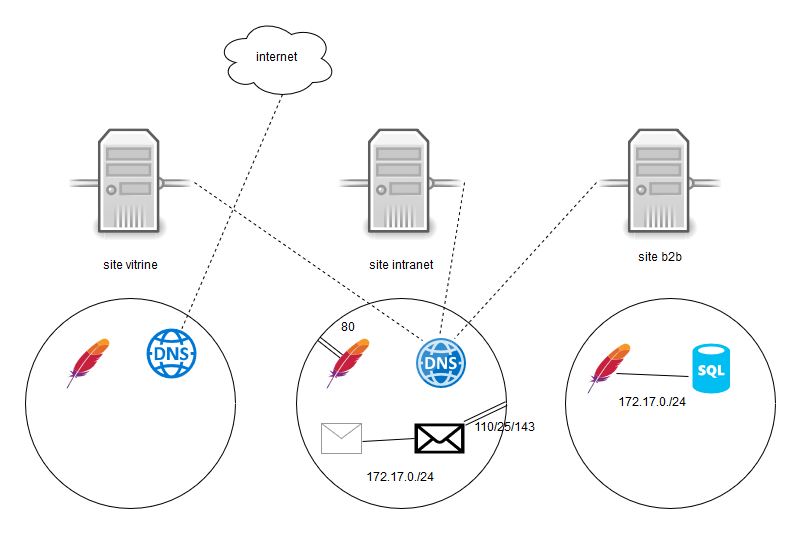 internet
site vitrine
site intranet
site b2b
80
DNS
DNS
SQL
172.17.0./24
110/25/143
172.17.0./24